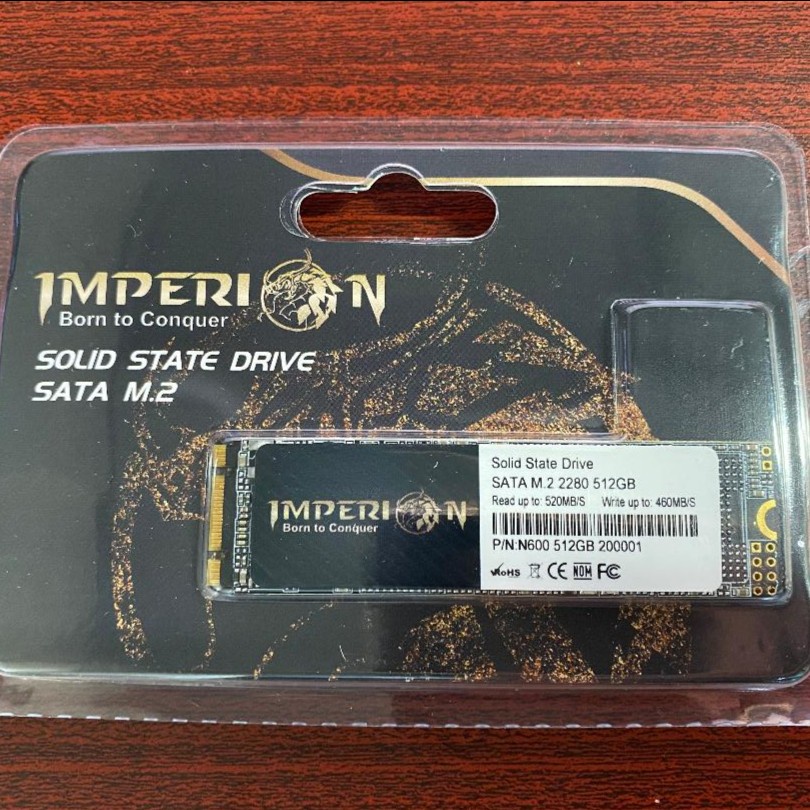 IMPERION
Born to Conquer
SOLID STATE DRIVE
SATA M.2
IMPERION
Born to Conquer
Solid State Drive
SATA M.2 2280 512GB
Read up to: 520MB/S Write up to: 460MB/S
P/N:N600 512GB 200001
RoHS CE NOM FC